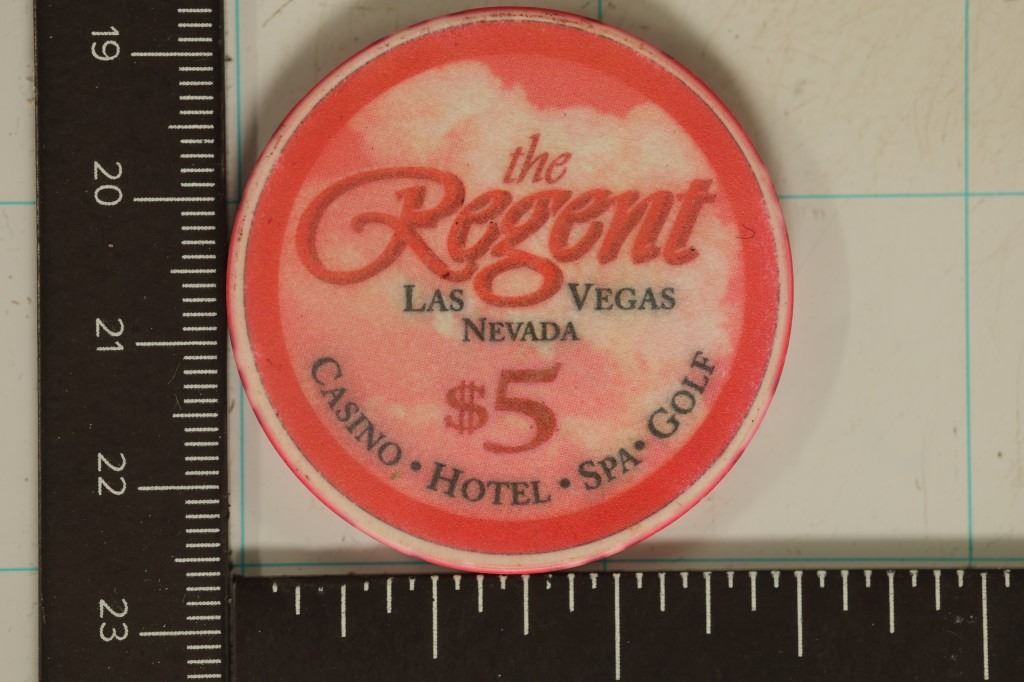 the
Regent
LAS VEGAS
NEVADA
$5
CASINO • HOTEL • SPA • GOLF
19
20
21
22
23